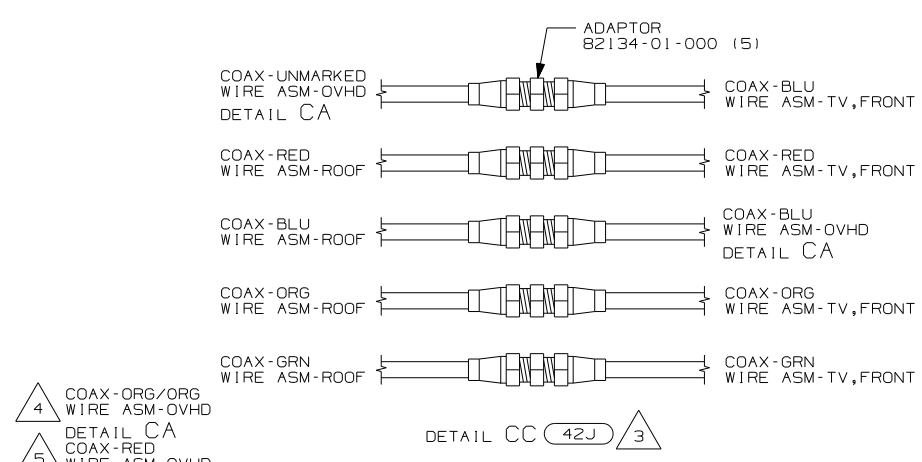 ADAPTOR
82134-01-000 (5)
COAX-UNMARKED
WIRE ASM-OVHD
DETAIL CA
COAX-BLU
WIRE ASM-TV,FRONT
COAX-RED
WIRE ASM-ROOF
COAX-RED
WIRE ASM-TV,FRONT
COAX-BLU
WIRE ASM-ROOF
COAX-BLU
WIRE ASM-OVHD
DETAIL CA
COAX-ORG
WIRE ASM-ROOF
COAX-ORG
WIRE ASM-TV,FRONT
COAX-GRN
WIRE ASM-ROOF
COAX-GRN
WIRE ASM-TV,FRONT
4 COAX-ORG/ORG
WIRE ASM-OVHD
DETAIL CA
5 COAX-RED
WIRE ASM-OVHD
DETAIL CC 42J 3